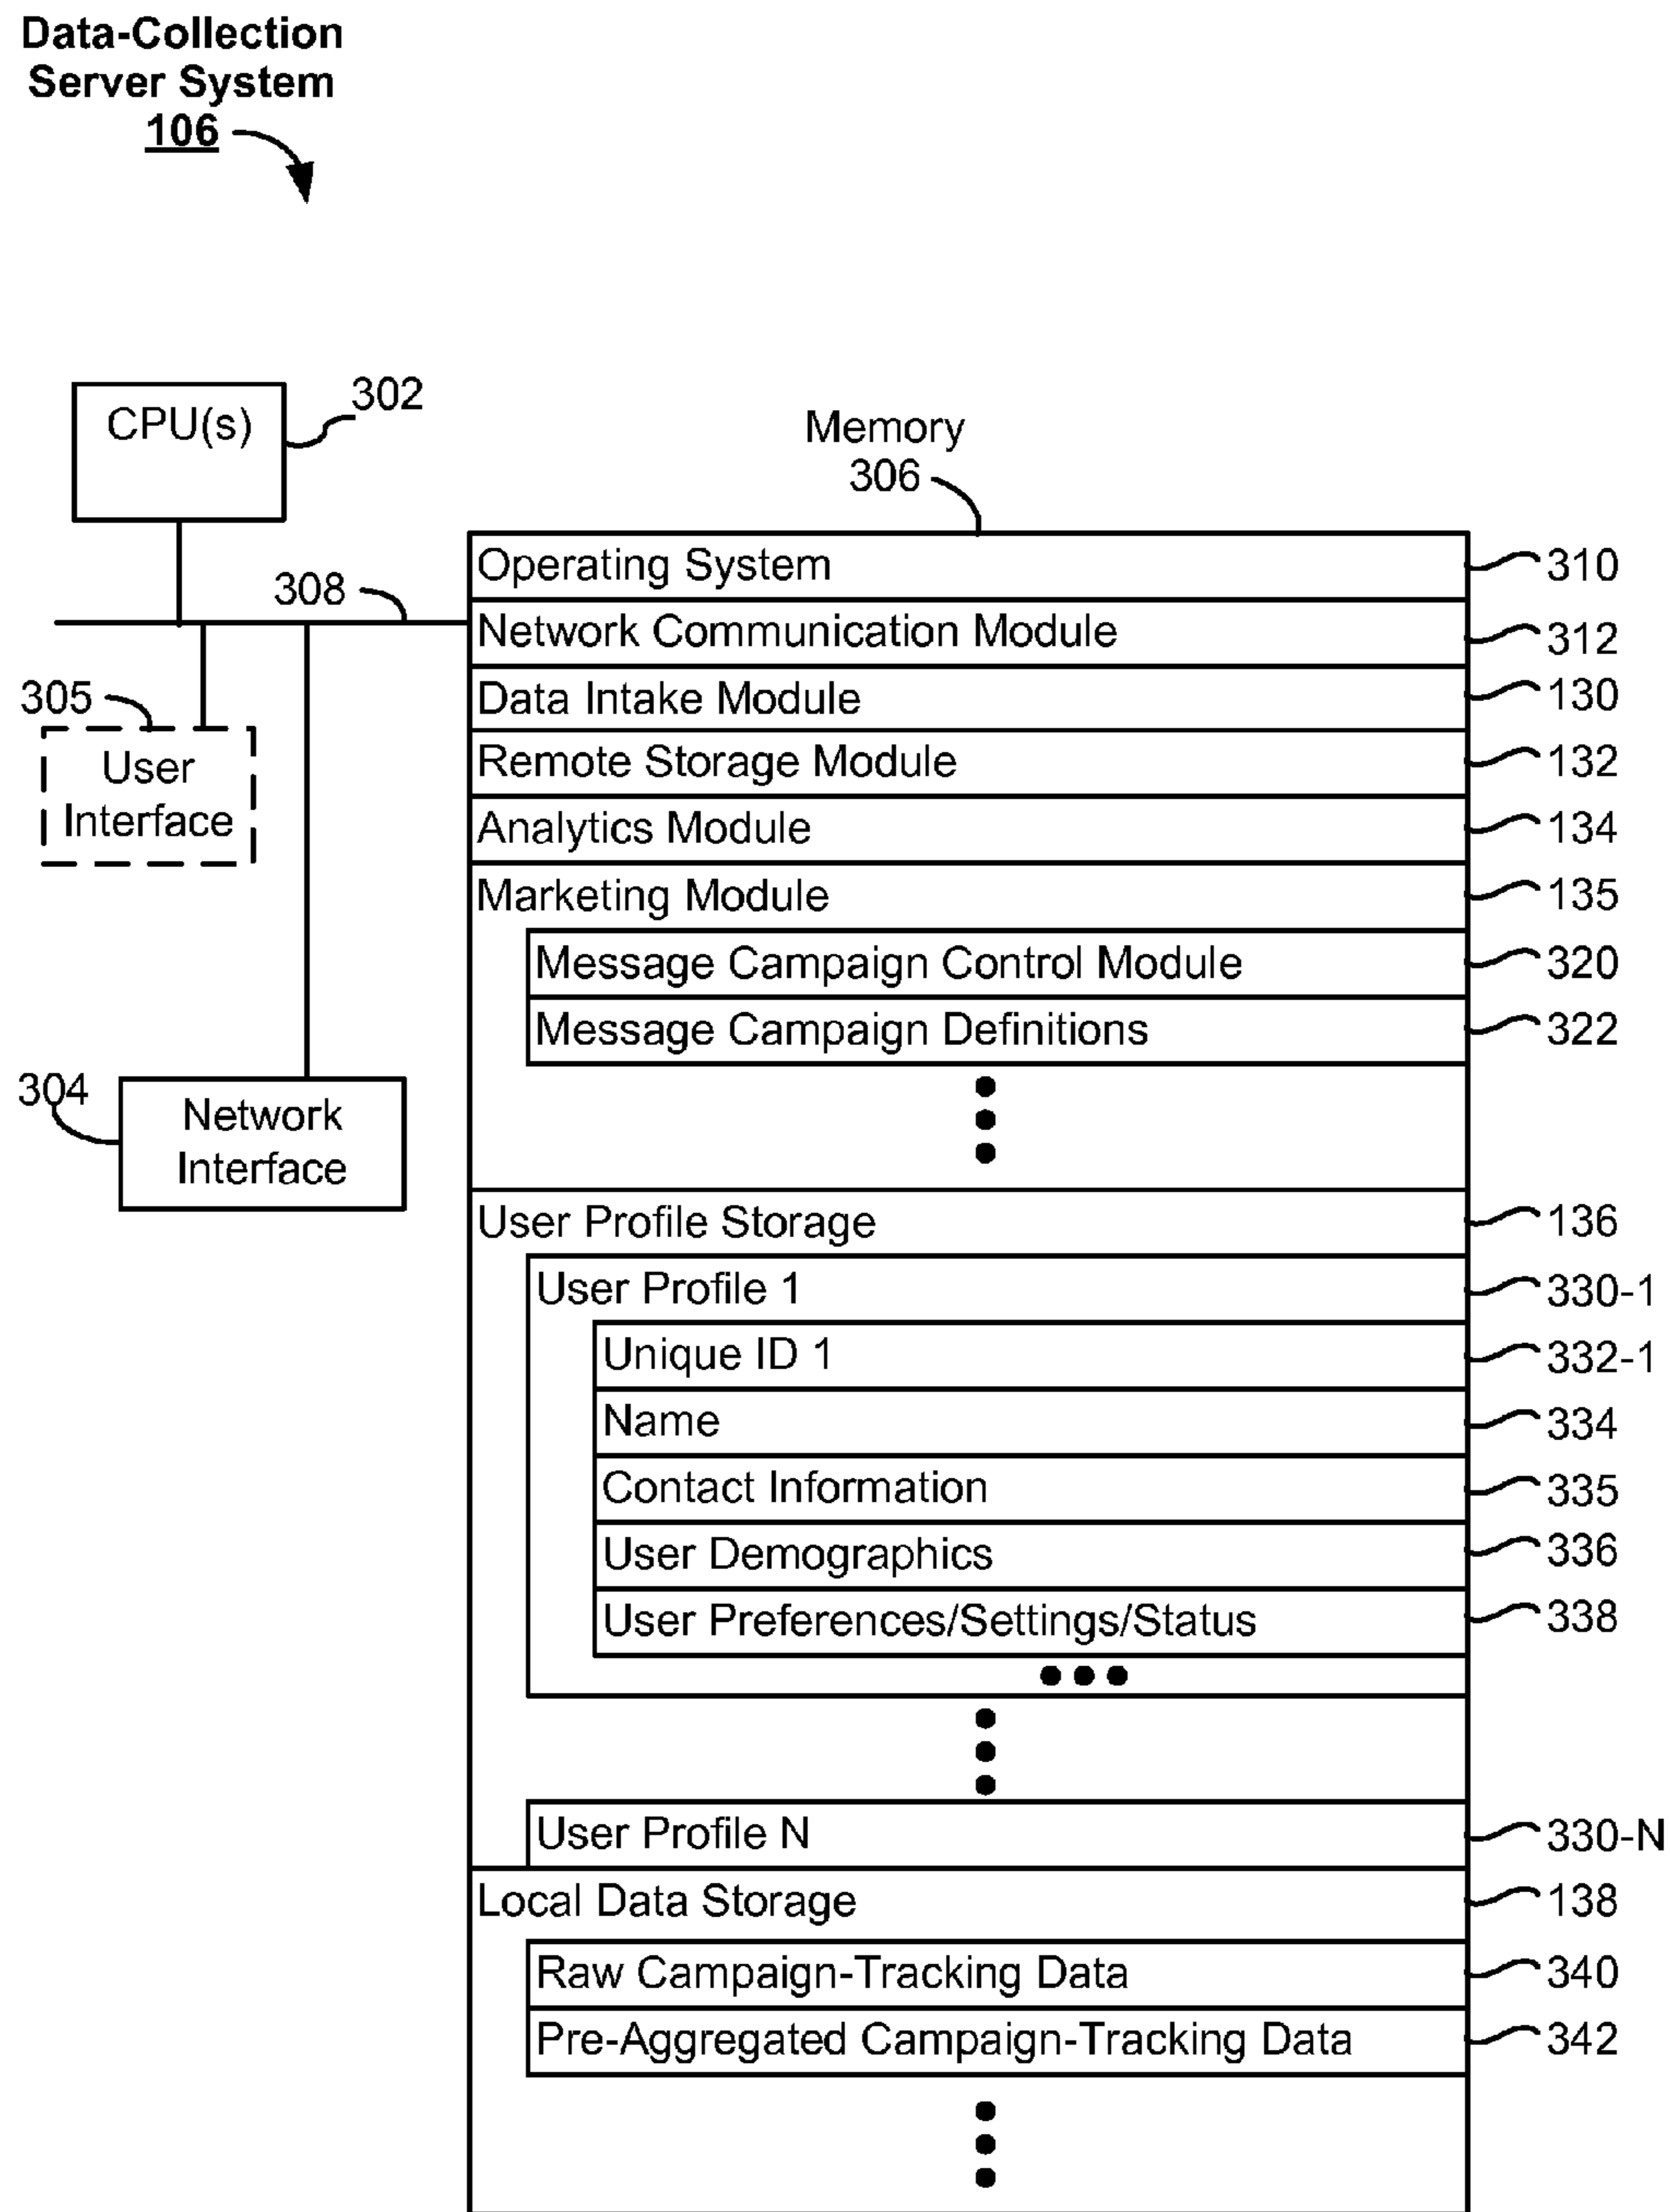 Data-Collection
Server System
106
CPU(s)
302
Memory
306
308
305
User
Interface
304
Network
Interface
Operating System 310
Network Communication Module 312
Data Intake Module 130
Remote Storage Module 132
Analytics Module 134
Marketing Module 135
Message Campaign Control Module 320
Message Campaign Definitions 322
User Profile Storage 136
User Profile 1 330-1
Unique ID 1 332-1
Name 334
Contact Information 335
User Demographics 336
User Preferences/Settings/Status 338
User Profile N 330-N
Local Data Storage 138
Raw Campaign-Tracking Data 340
Pre-Aggregated Campaign-Tracking Data 342